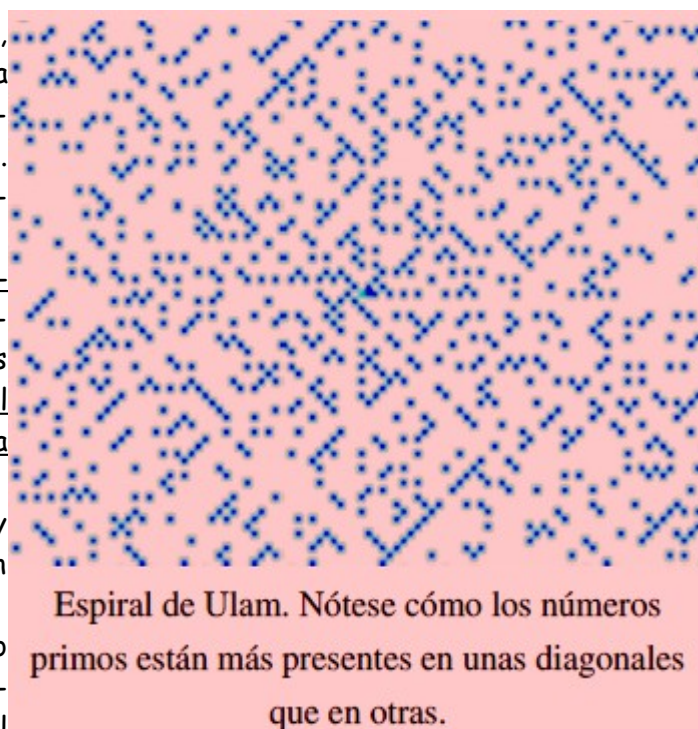 Espiral de Ulam. Nótese cómo los números
primos están más presentes en unas diagonales
que en otras.